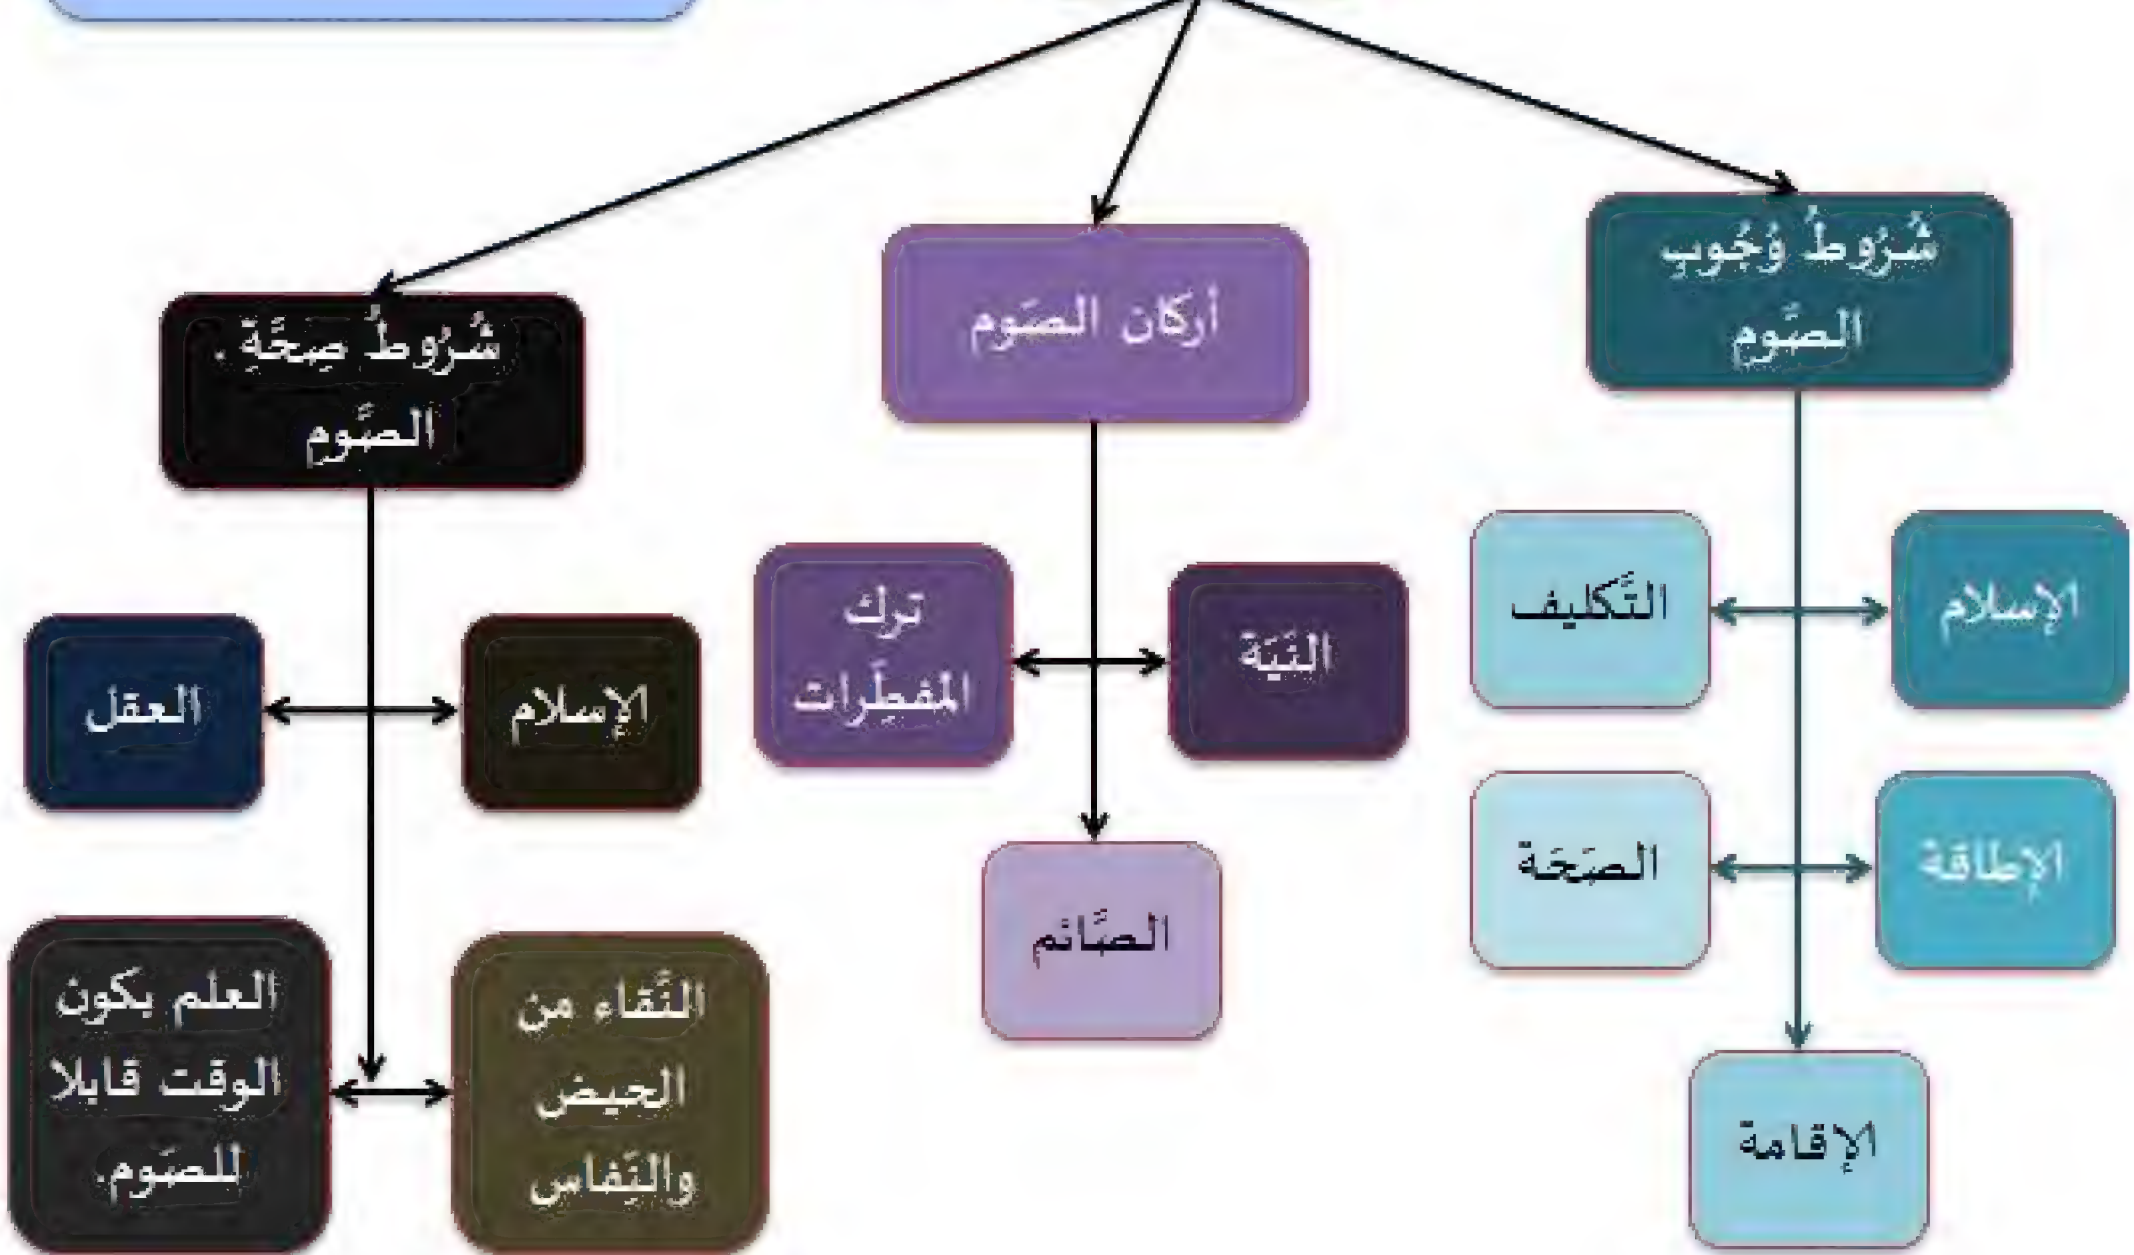 شُرُوطُ وُجُوبِ
الصَّوم
الإسلام
التَّكليف
الإطاقة
الصَحَة
الإقامة
أركان الصَوم
النَيَة
ترك
المفطِّرات
الصَّائم
شُرُوطُ صِحَّةِ .
الصَّوم
الإسلام
العقل
النَّقاء من
الحيض
والنِّفاس
العلم بكون
الوقت قابلا
للصَوم.